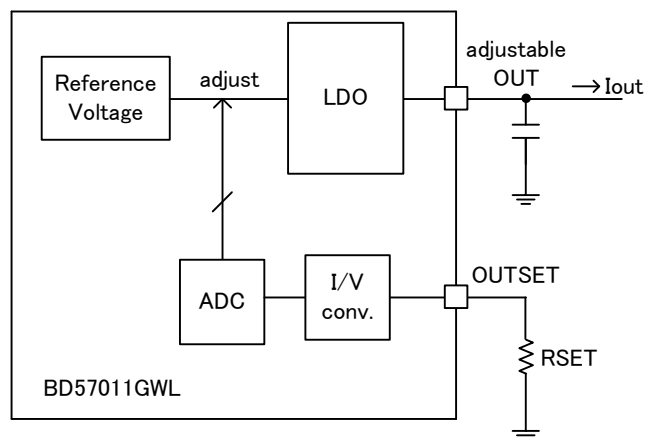 adjustable
OUT
Iout
Reference
Voltage
adjust
LDO
OUTSET
ADC
I/V
conv.
RSET
BD57011GWL